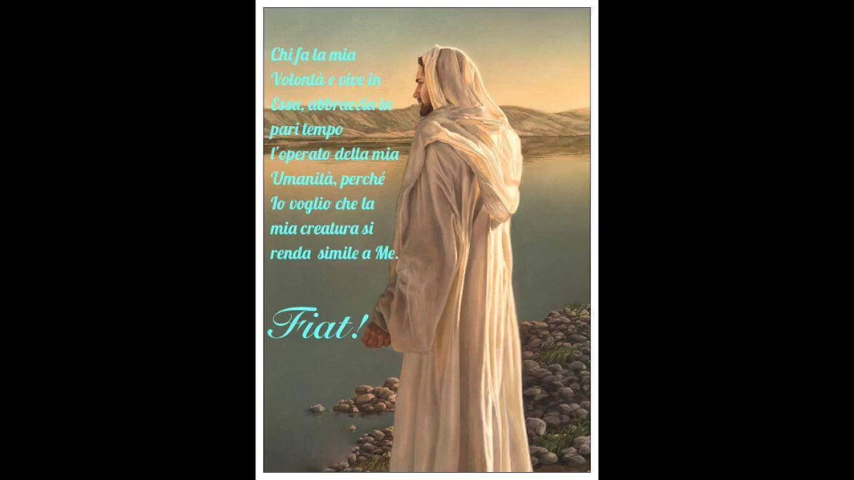 Chi fa la mia
Volontà e vive in
Essa, abbraccia in
pari tempo
l'operato della mia
Umanità, perché
Io voglio che la
mia creatura si
renda simile a Me.
Fiat!